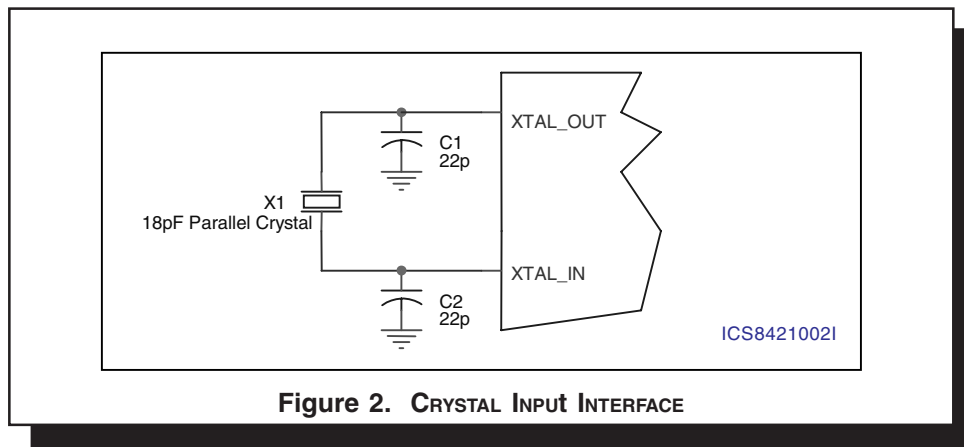 XTAL_OUT
C1
22p
X1
18pF Parallel Crystal
XTAL_IN
C2
22p
ICS8421002I
Figure 2. CRYSTAL INPUt INTERFACE